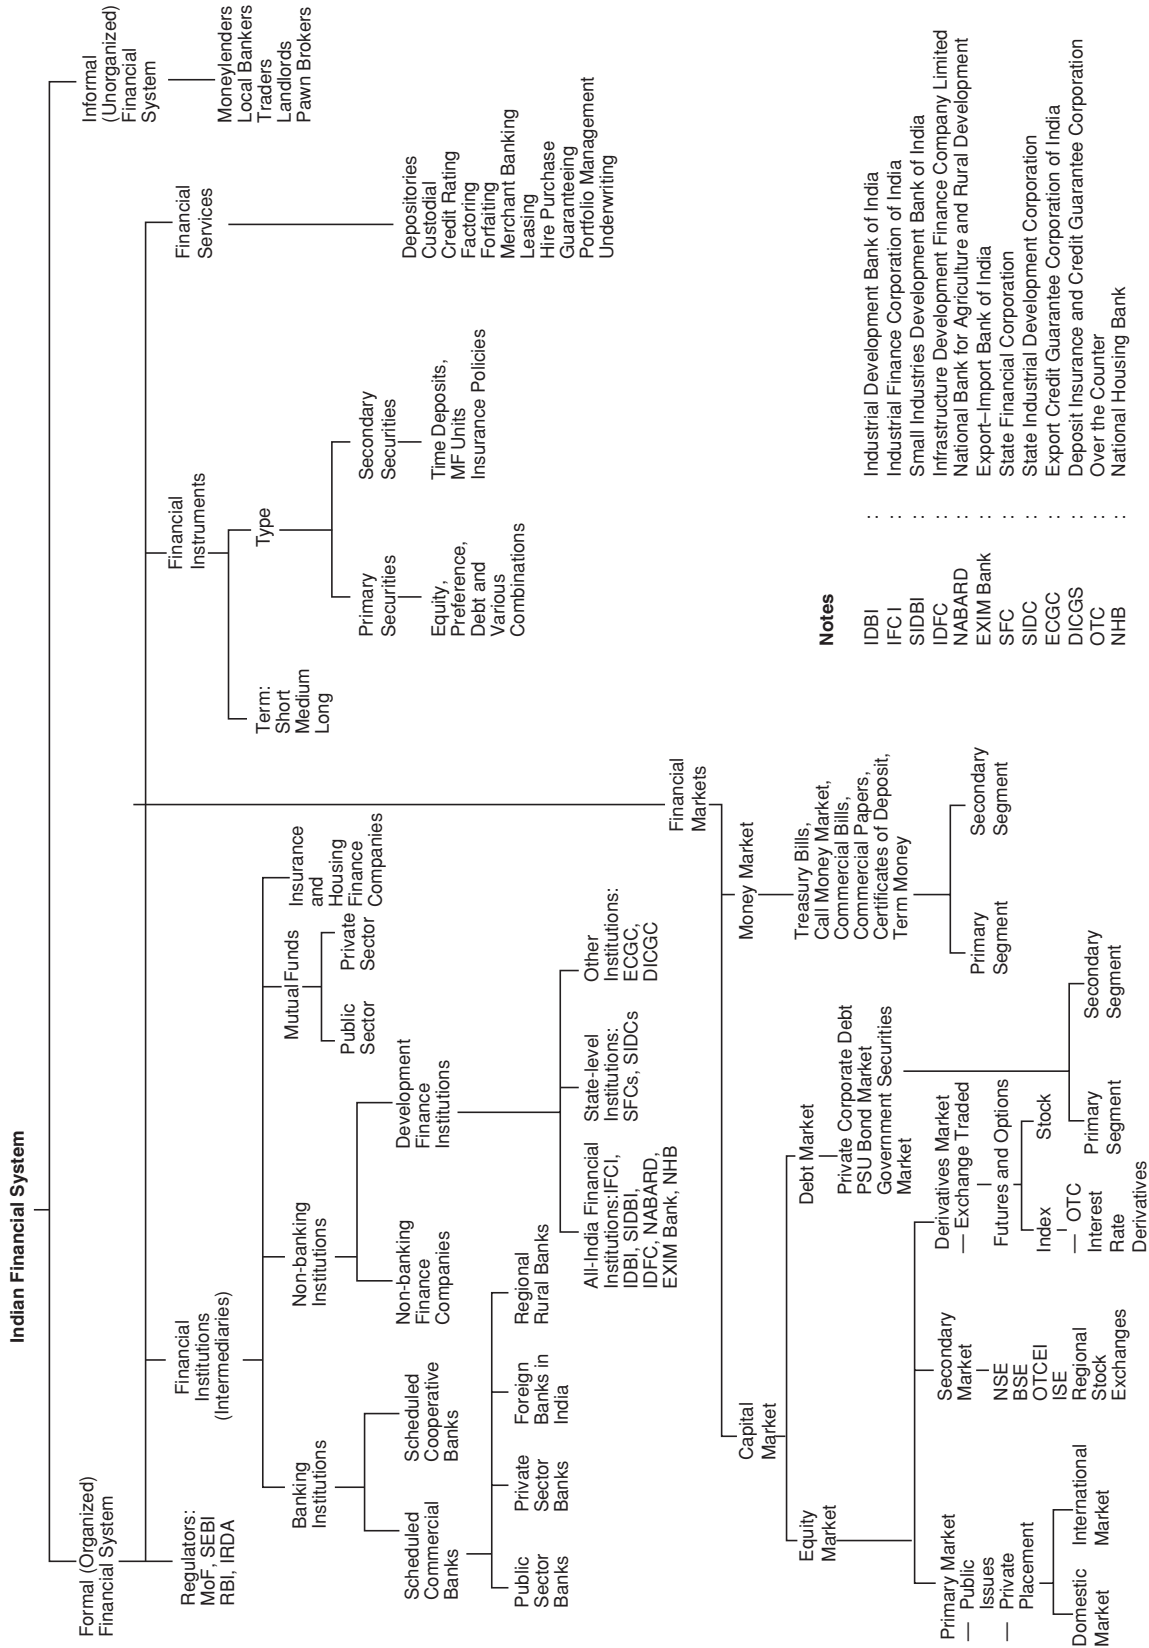 Indian Financial System
Formal (Organized)
Financial System
Informal
(Unorganized)
Financial
System
Moneylenders
Local Bankers
Traders
Landlords
Pawn Brokers
Regulators:
MoF, SEBI
RBI, IRDA
Financial
Institutions
(Intermediaries)
Financial
Instruments
Financial
Services
Banking
Institutions
Non-banking
Institutions
Mutual Funds
Public
Sector
Private
Sector
Insurance
and
Housing
Finance
Companies
Term:
Short
Medium
Long
Type
Primary
Securities
Secondary
Securities
Equity,
Preference,
Debt and
Various
Combinations
Time Deposits,
MF Units
Insurance Policies
Depositories
Custodial
Credit Rating
Factoring
Forfaiting
Merchant Banking
Leasing
Hire Purchase
Guaranteeing
Portfolio Management
Underwriting
Scheduled
Commercial
Banks
Scheduled
Cooperative
Banks
Non-banking
Finance
Companies
Development
Finance
Institutions
Public
Sector
Banks
Private
Sector
Banks
Foreign
Banks in
India
Regional
Rural Banks
All-India Financial
Institutions:IFCI,
IDBI, SIDBI,
IDFC, NABARD,
EXIM Bank, NHB
State-level
Institutions:
SFCs, SIDCs
Other
Institutions:
ECGC,
DICGC
Financial
Markets
Capital
Market
Money Market
Treasury Bills,
Call Money Market,
Commercial Bills,
Commercial Papers,
Certificates of Deposit,
Term Money
Primary
Segment
Secondary
Segment
Equity
Market
Debt Market
Private Corporate Debt
PSU Bond Market
Government Securities
Market
Primary
Segment
Secondary
Segment
Primary Market
— Public
Issues
— Private
Placement
Domestic
Market
International
Market
Secondary
Market
NSE
BSE
OTCEI
ISE
Regional
Stock
Exchanges
Derivatives Market
— Exchange Traded
Futures and Options
Index
Stock
— OTC
Interest
Rate
Derivatives
Notes
IDBI : Industrial Development Bank of India
IFC I : Industrial Finance Corporation of India
SIDBI : Small Industries Development Bank of India
IDFC : Infrastructure Development Finance Company Limited
NABARD : National Bank for Agriculture and Rural Development
EXIM Bank : Export–Import Bank of India
SFC : State Financial Corporation
SIDC : State Industrial Development Corporation
ECGC : Export Credit Guarantee Corporation of India
DICGS : Deposit Insurance and Credit Guarantee Corporation
OTC : Over the Counter
NHB : National Housing Bank